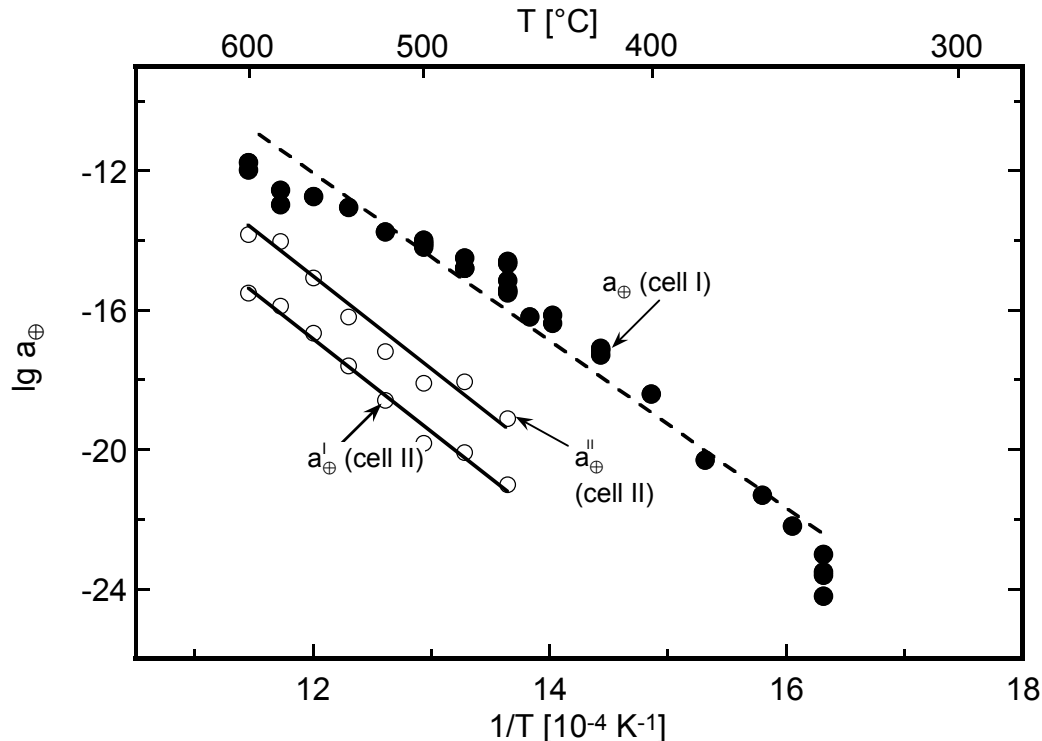 T [°C]
600 500 400 300
-12
-16
-20
-24
lg a⊕
a⊕ (cell I)
a⊕ᴵ (cell II)
a⊕ᴵᴵ
(cell II)
12 14 16 18
1/T [10⁻⁴ K⁻¹]